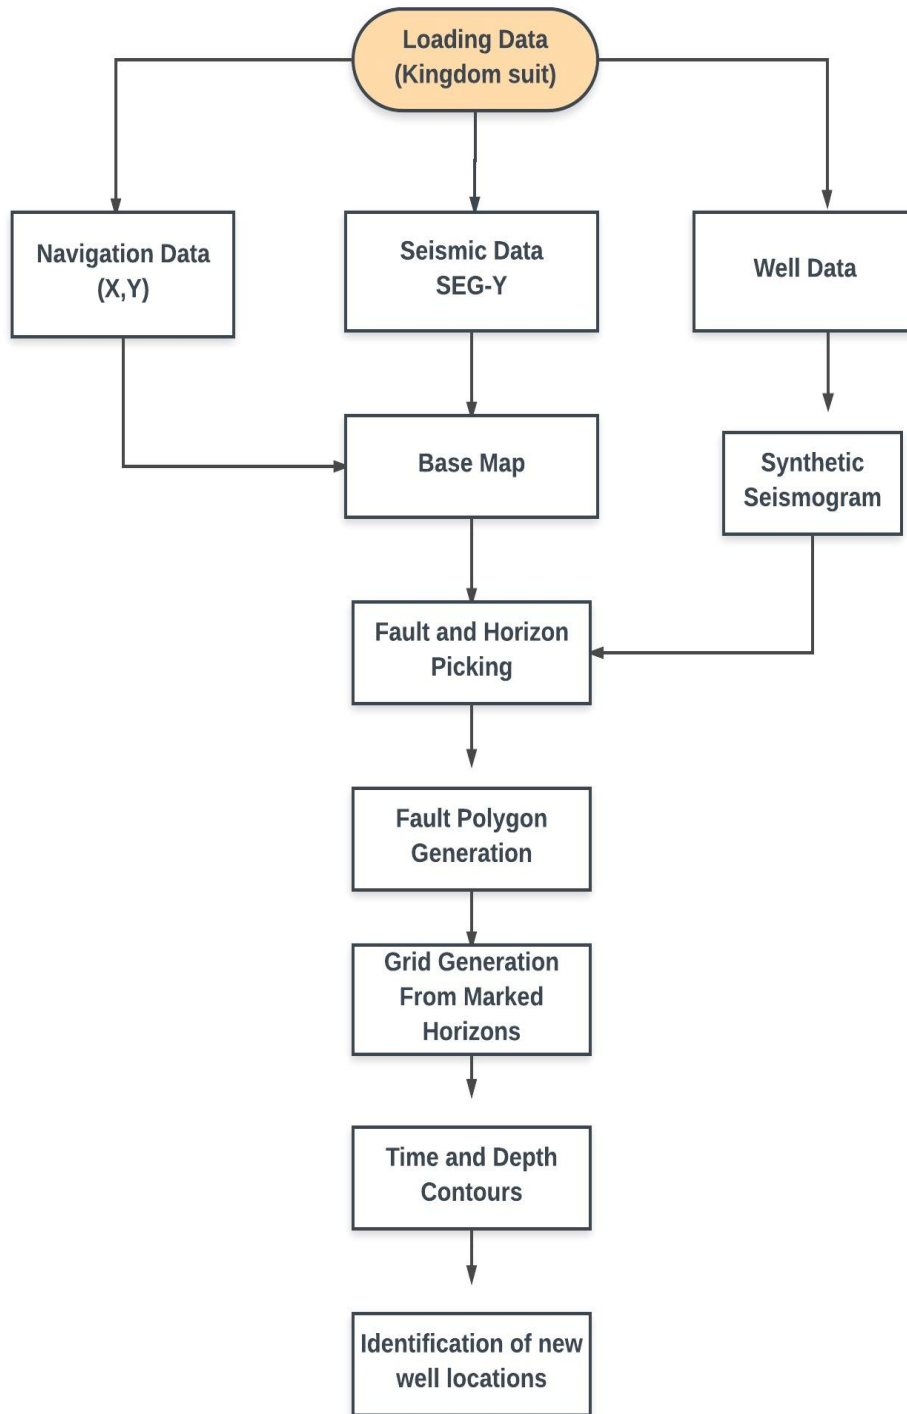 Loading Data
(Kingdom suit)
Navigation Data
(X,Y)
Seismic Data
SEG-Y
Well Data
Base Map
Synthetic
Seismogram
Fault and Horizon
Picking
Fault Polygon
Generation
Grid Generation
From Marked
Horizons
Time and Depth
Contours
Identification of new
well locations